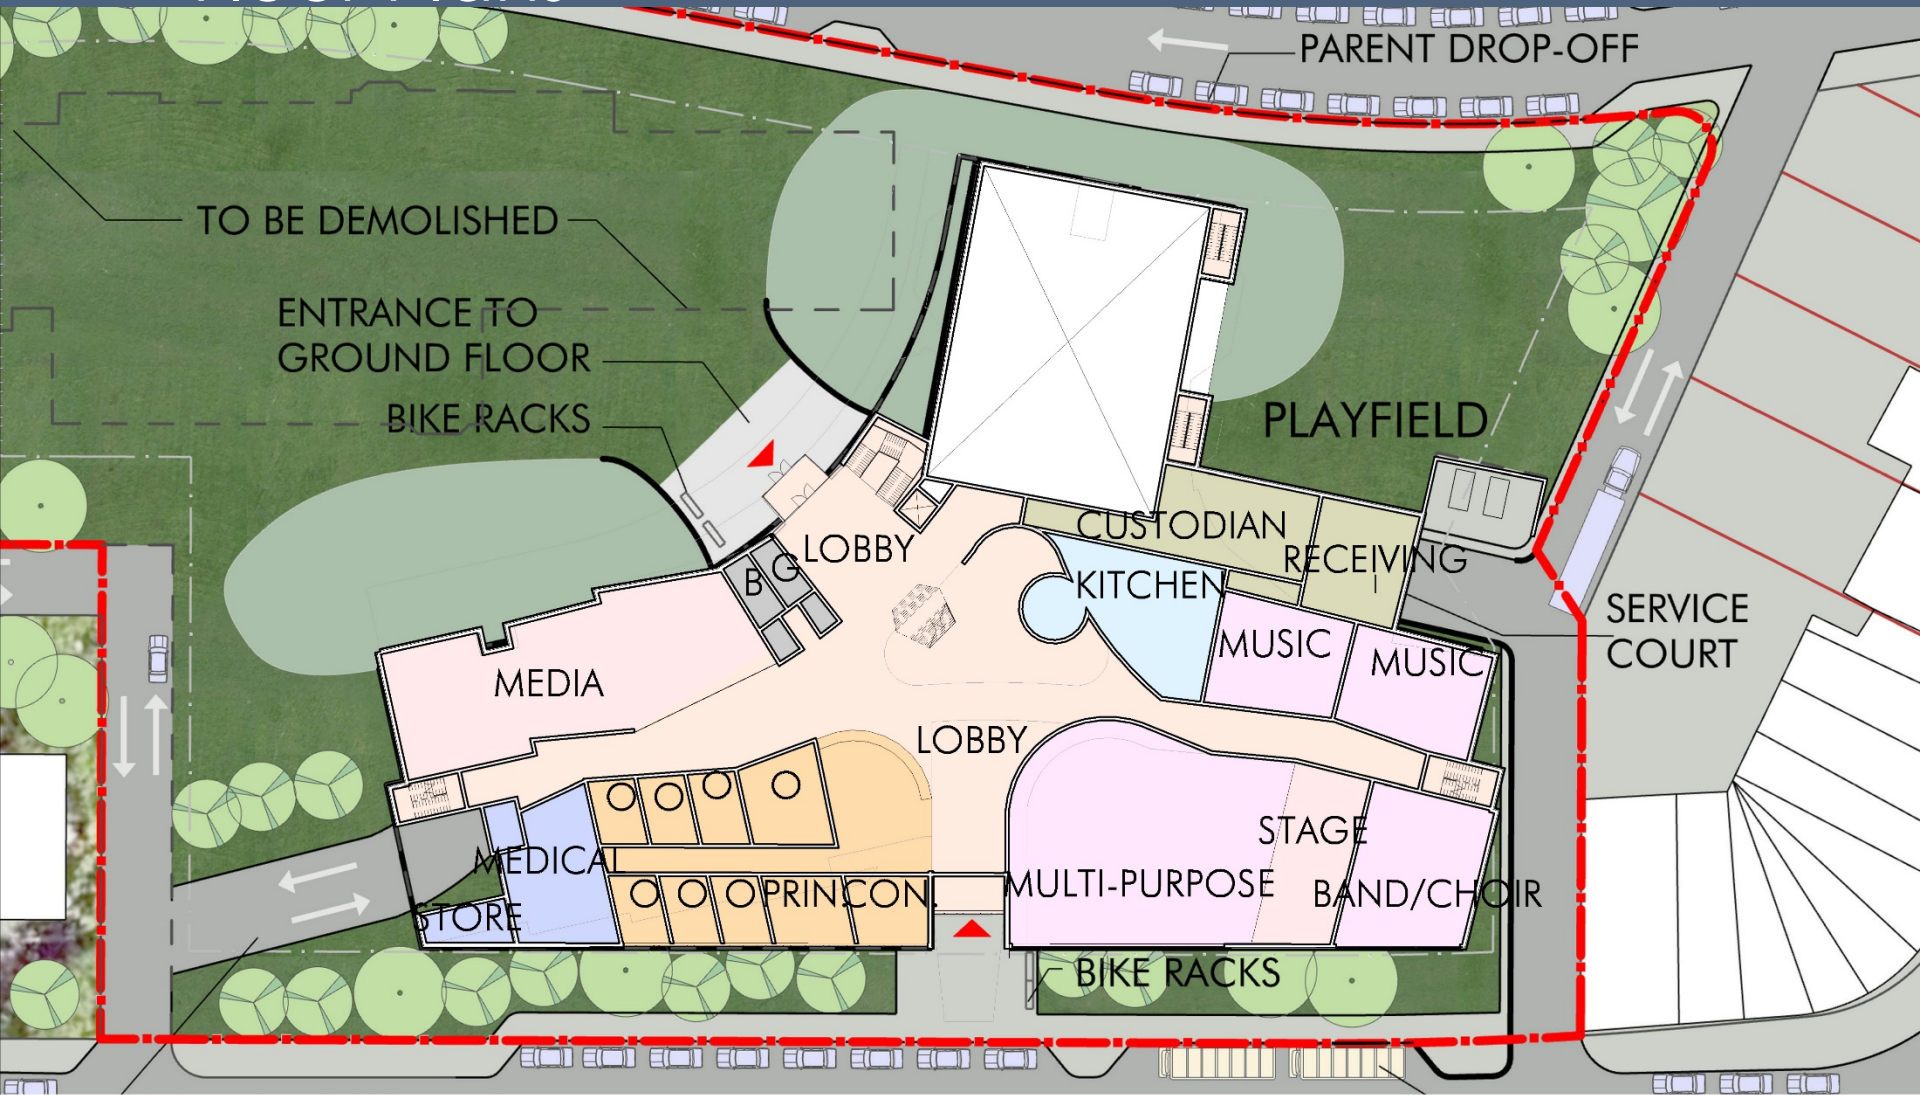 PARENT DROP-OFF
TO BE DEMOLISHED
ENTRANCE TO
GROUND FLOOR
BIKE RACKS
PLAYFIELD
CUSTODIAN
LOBBY
RECEIVING
B
G
KITCHEN
SERVICE
COURT
MUSIC
MUSIC
MEDIA
LOBBY
STAGE
MEDICAL
MULTI-PURPOSE
PRIN.
CON.
BAND/CHOIR
STORE
BIKE RACKS